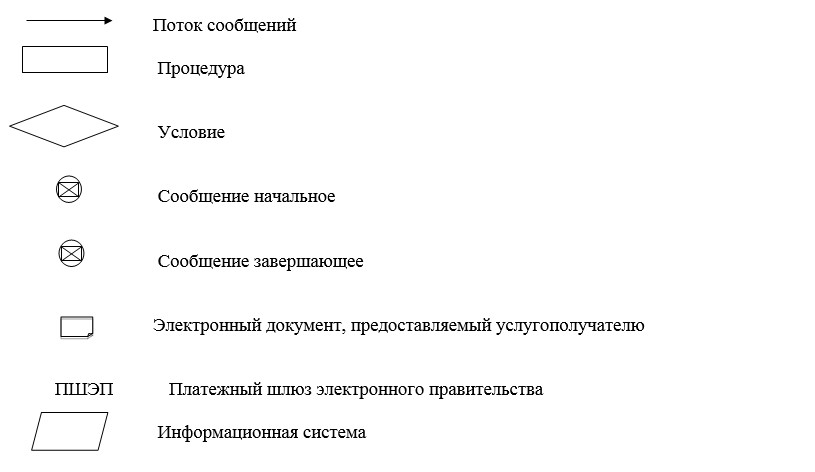 Поток сообщений
Процедура
Условие
Сообщение начальное
Сообщение завершающее
Электронный документ, предоставляемый услугополучателю
ПШЭП Платежный шлюз электронного правительства
Информационная система